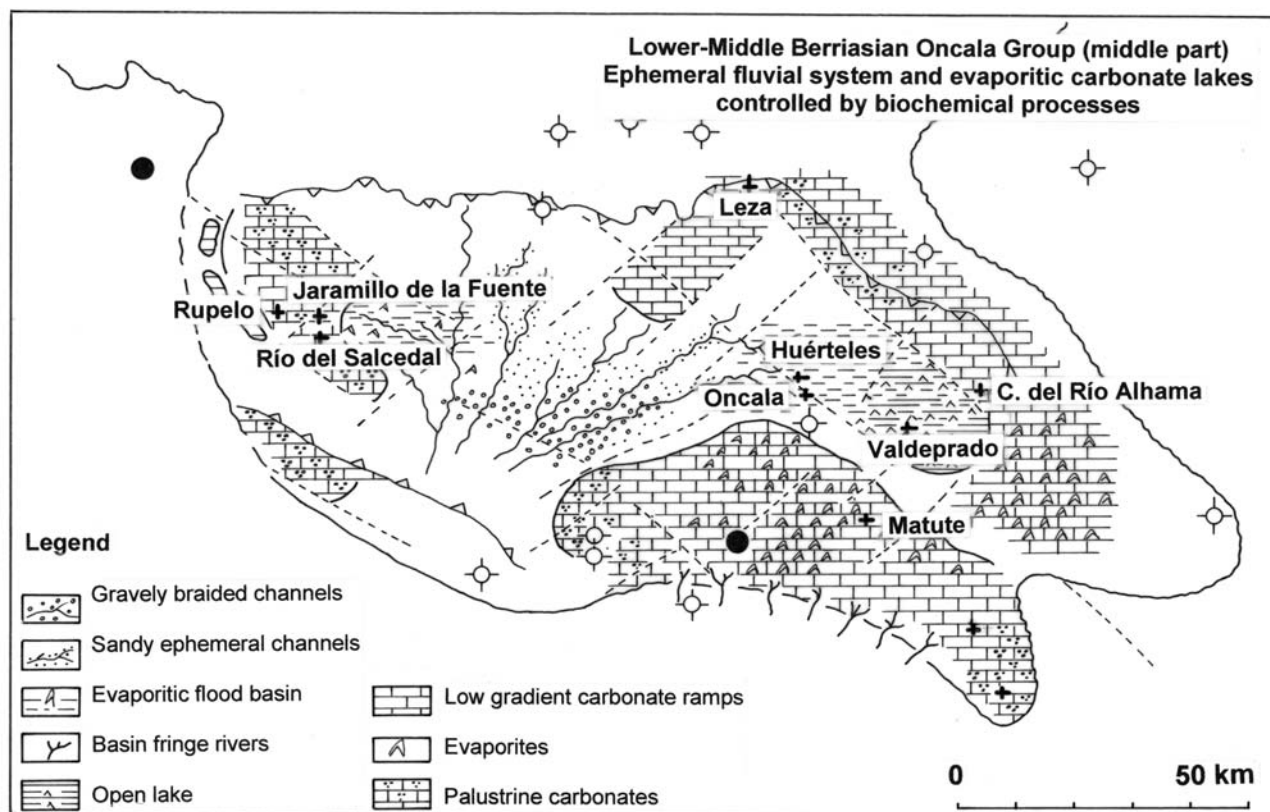 Lower-Middle Berriasian Oncala Group (middle part)
Ephemeral fluvial system and evaporitic carbonate lakes
controlled by biochemical processes
Leza
Jaramillo de la Fuente
Rupelo
Río del Salcedal
Huérteles
Oncala
C. del Río Alhama
Valdeprado
Matute
Legend
Gravely braided channels
Sandy ephemeral channels
Evaporitic flood basin
Basin fringe rivers
Open lake
Low gradient carbonate ramps
Evaporites
Palustrine carbonates
0 50 km